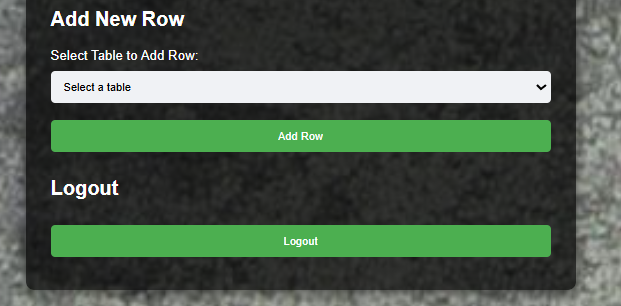 Add New Row
Select Table to Add Row:
Select a table
Add Row
Logout
Logout